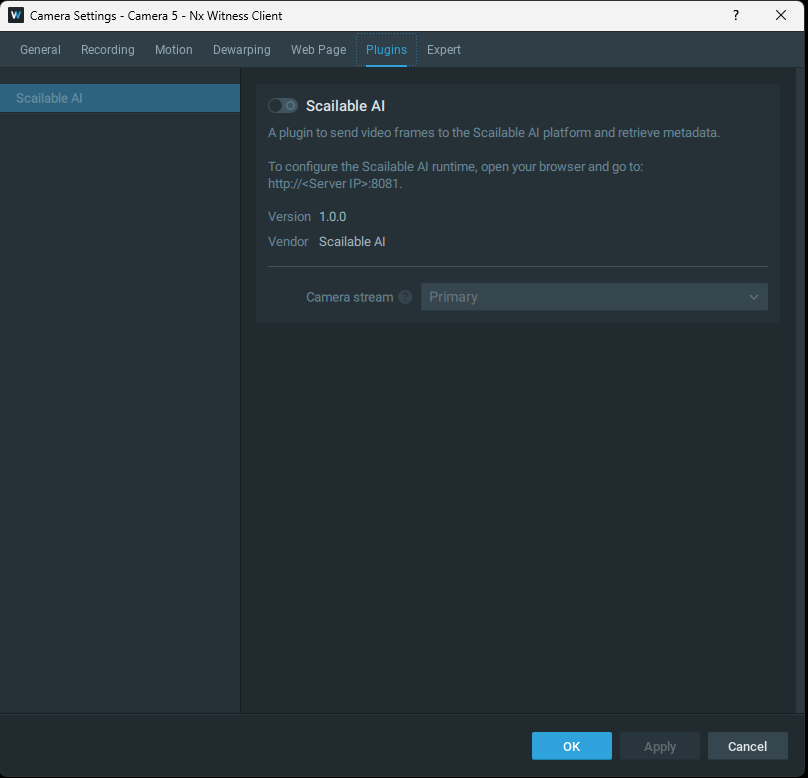 Camera Settings - Camera 5 - Nx Witness Client
General Recording Motion Dewarping Web Page Plugins Expert
Scailable AI
Scailable AI
A plugin to send video frames to the Scailable AI platform and retrieve metadata.
To configure the Scailable AI runtime, open your browser and go to:
http://<Server IP>:8081.
Version 1.0.0
Vendor Scailable AI
Camera stream ? Primary
OK Apply Cancel